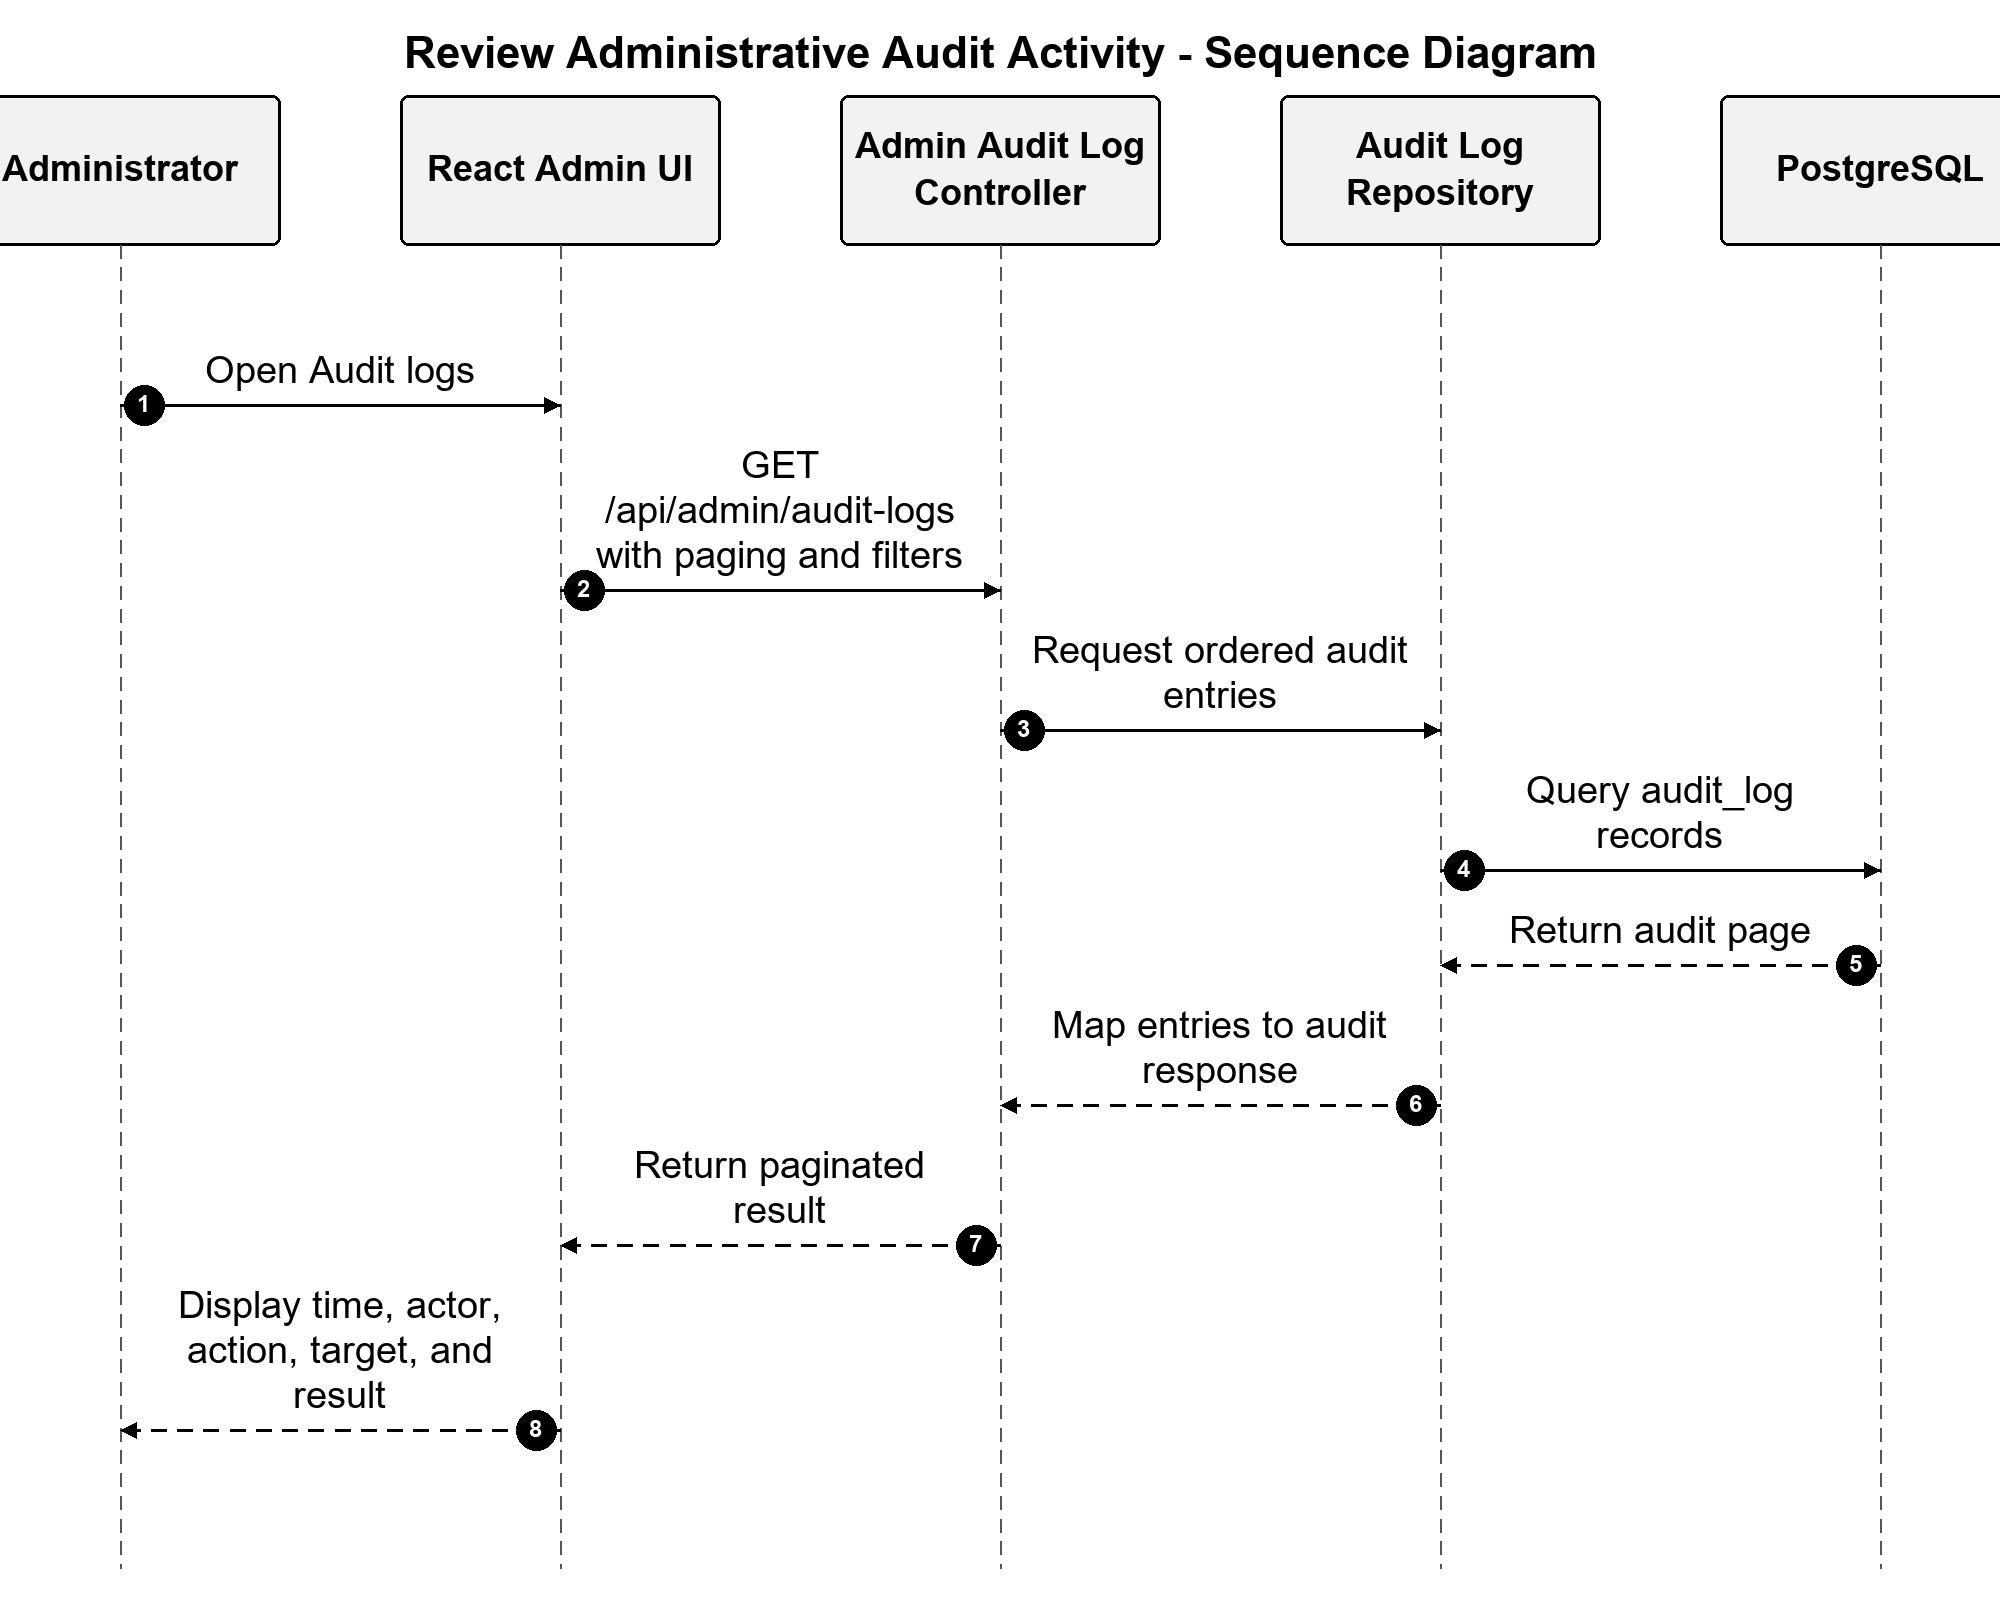 Review Administrative Audit Activity - Sequence Diagram
Administrator
React Admin UI
Admin Audit Log
Controller
Audit Log
Repository
PostgreSQL
Open Audit logs
1
GET
/api/admin/audit-logs
with paging and filters
2
Request ordered audit
entries
3
Query audit_log
records
4
Return audit page
5
Map entries to audit
response
6
Return paginated
result
7
Display time, actor,
action, target, and
result
8